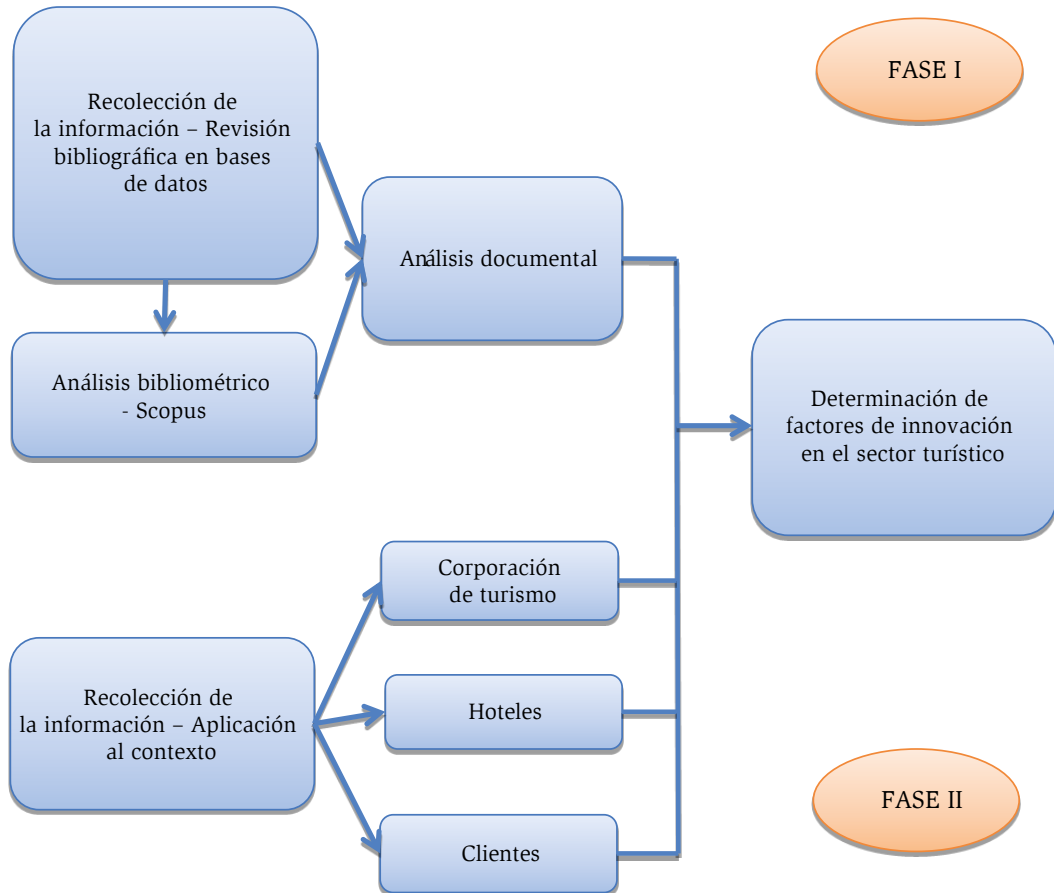 FASE I
Recolección de
la información – Revisión
bibliográfica en bases
de datos
Análisis documental
Análisis bibliométrico
- Scopus
Determinación de
factores de innovación
en el sector turístico
Corporación
de turismo
Recolección de
la información – Aplicación
al contexto
Hoteles
Clientes
FASE II